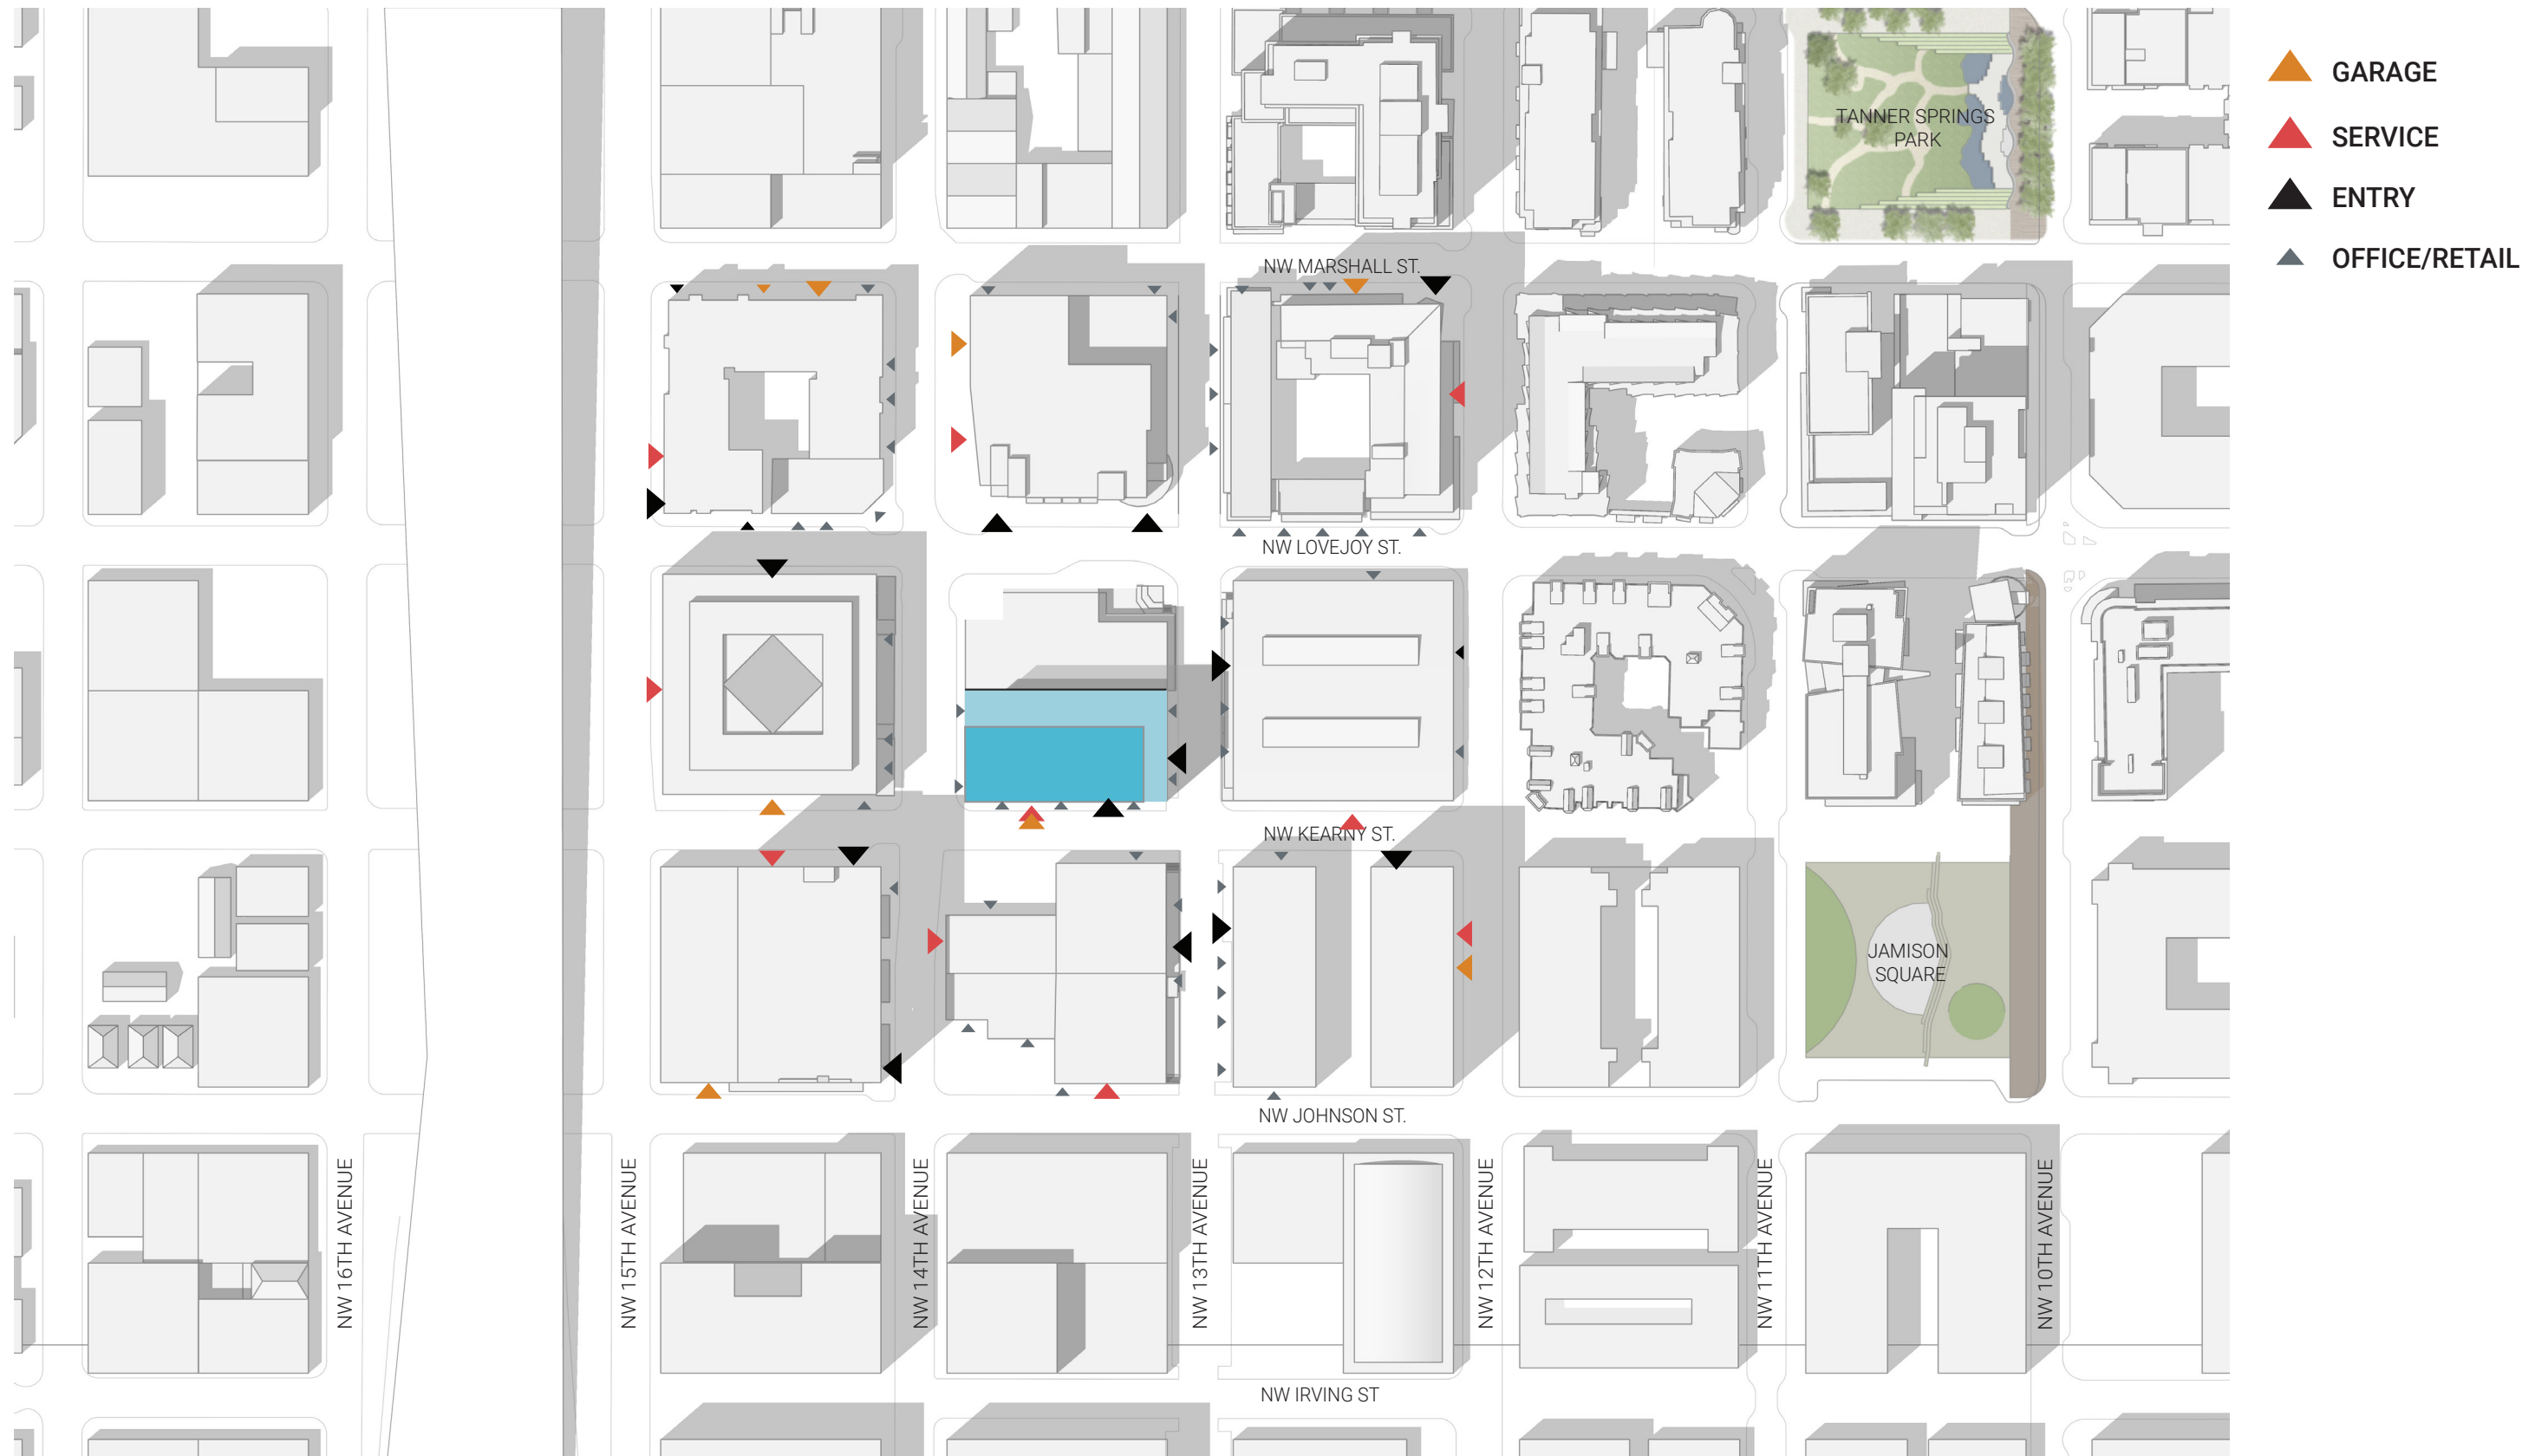 GARAGE
SERVICE
ENTRY
OFFICE/RETAIL
TANNER SPRINGS
PARK
NW MARSHALL ST.
NW LOVEJOY ST.
NW KEARNY ST.
JAMISON
SQUARE
NW JOHNSON ST.
NW 16TH AVENUE
NW 15TH AVENUE
NW 14TH AVENUE
NW 13TH AVENUE
NW 12TH AVENUE
NW 11TH AVENUE
NW 10TH AVENUE
NW IRVING ST